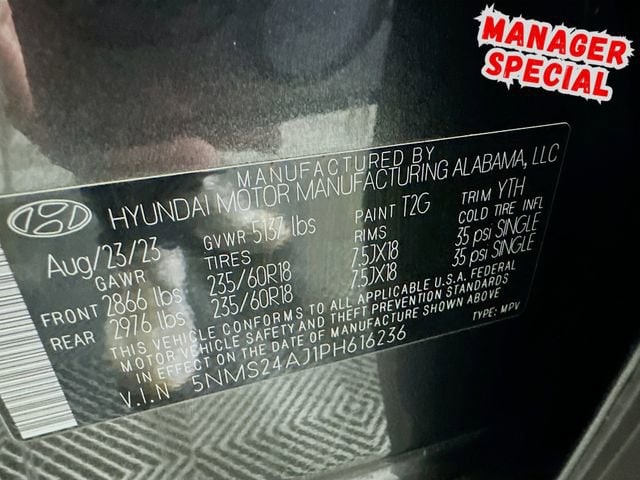 MANAGER
SPECIAL
MANUFACTURED BY
HYUNDAI MOTOR MANUFACTURING ALABAMA, LLC
Aug/23/23 GVWR 5137 lbs PAINT T2G TRIM YTH
GAWR TIRES RIMS COLD TIRE INFL
FRONT 2866 lbs 235/60R18 7.5JX18 35 psi SINGLE
REAR 2976 lbs 235/60R18 7.5JX18 35 psi SINGLE
THIS VEHICLE CONFORMS TO ALL APPLICABLE U.S.A. FEDERAL
MOTOR VEHICLE SAFETY AND THEFT PREVENTION STANDARDS
IN EFFECT ON THE DATE OF MANUFACTURE SHOWN ABOVE
V.I.N 5NMS24AJ1PH616236 TYPE: MPV